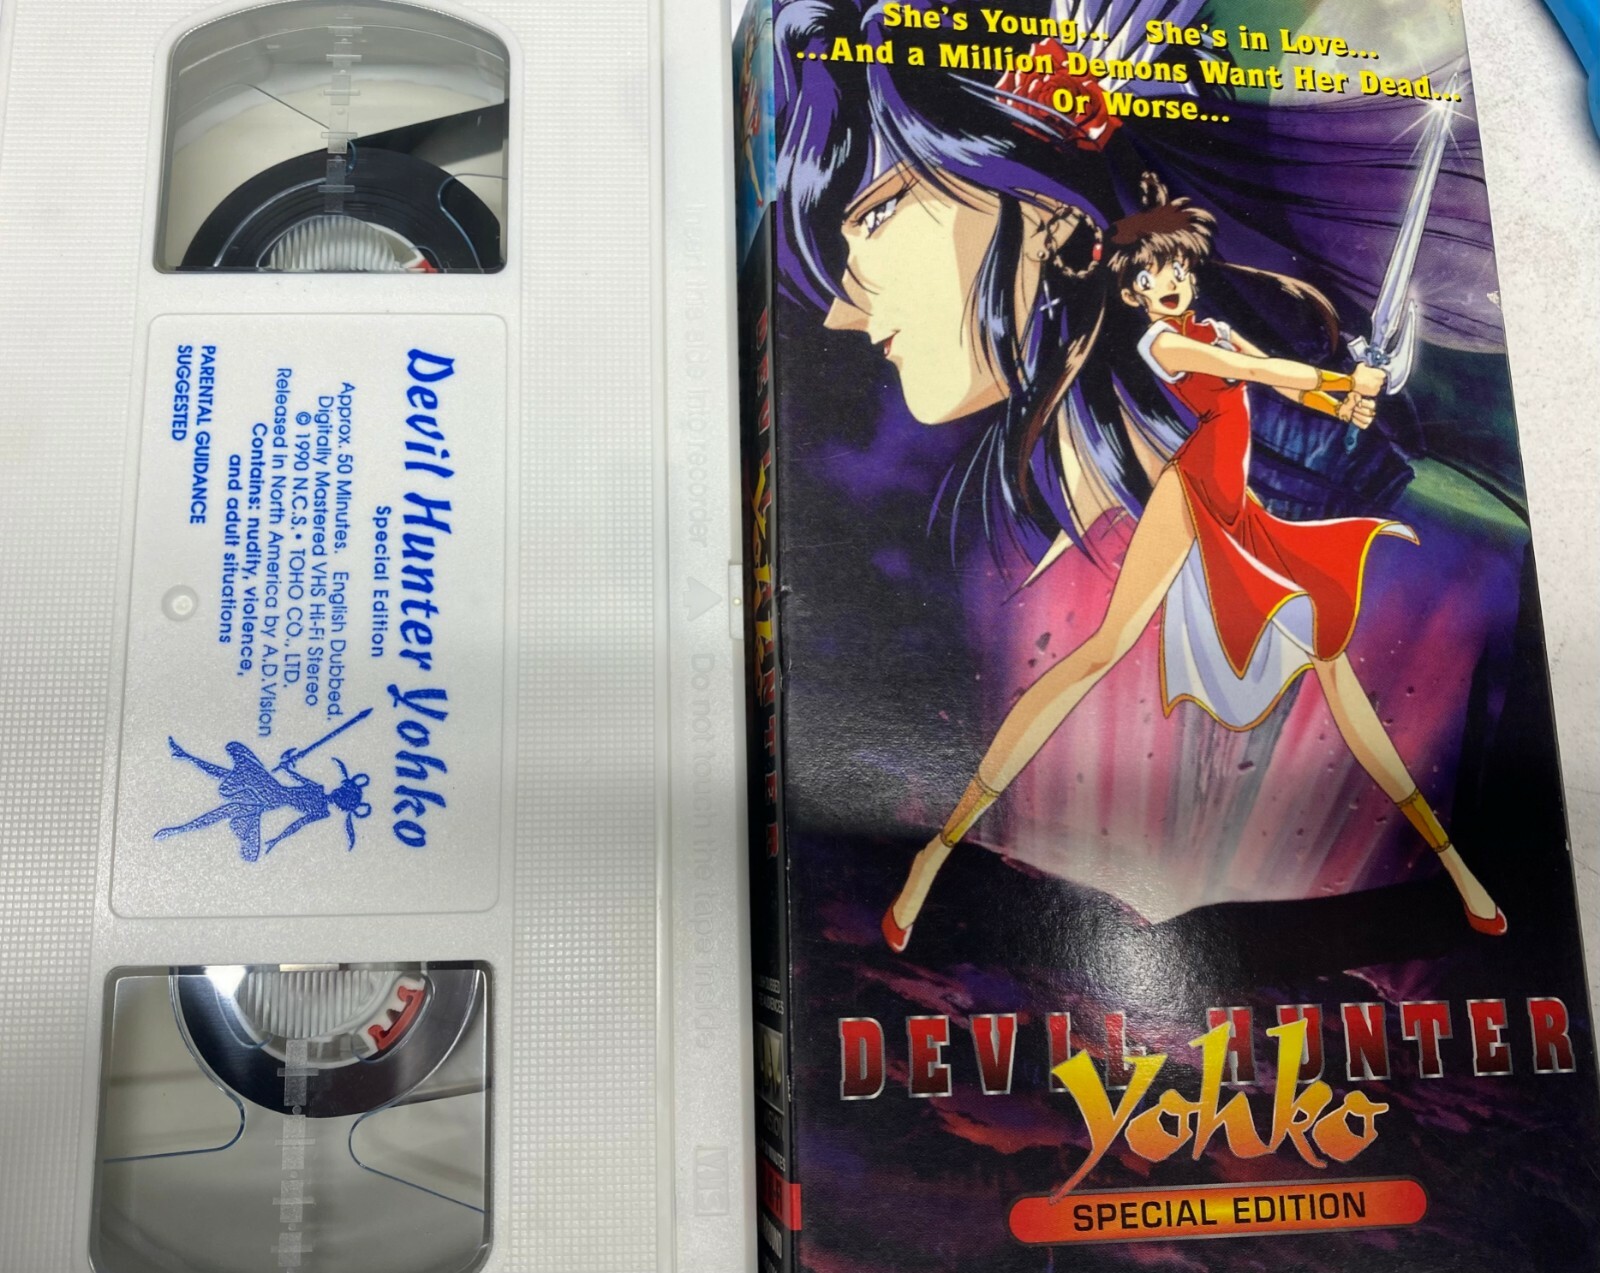 Devil Hunter Yohko
Special Edition
Approx. 50 Minutes. English Dubbed.
Digitally Mastered VHS Hi-Fi Stereo
© 1990 N.C.S. • TOHO CO., LTD.
Released in North America by A.D.Vision
Contains: nudity, violence,
and adult situations
PARENTAL GUIDANCE
SUGGESTED
Insert this side into recorder
Do not touch the tape inside
She's Young... She's in Love...
...And a Million Demons Want Her Dead...
Or Worse...
DEVIL HUNTER
Yohko
SPECIAL EDITION
DEVIL HUNTER
YOHKO